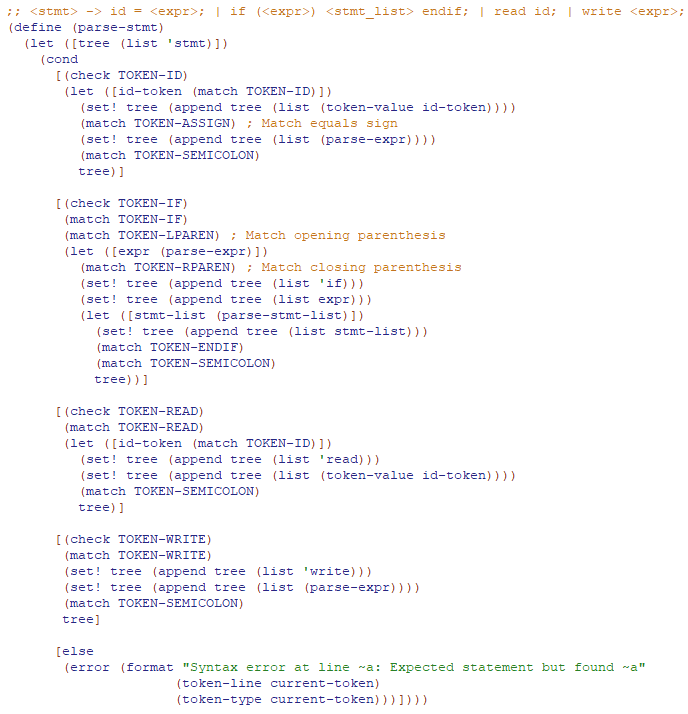 ;; <stmt> -> id = <expr>; | if (<expr>) <stmt_list> endif; | read id; | write <expr>;
(define (parse-stmt)
  (let ([tree (list 'stmt)])
    (cond
      [(check TOKEN-ID)
       (let ([id-token (match TOKEN-ID)])
         (set! tree (append tree (list (token-value id-token))))
         (match TOKEN-ASSIGN) ; Match equals sign
         (set! tree (append tree (list (parse-expr))))
         (match TOKEN-SEMICOLON)
         tree)]

      [(check TOKEN-IF)
       (match TOKEN-IF)
       (match TOKEN-LPAREN) ; Match opening parenthesis
       (let ([expr (parse-expr)])
         (match TOKEN-RPAREN) ; Match closing parenthesis
         (set! tree (append tree (list 'if)))
         (set! tree (append tree (list expr)))
         (let ([stmt-list (parse-stmt-list)])
           (set! tree (append tree (list stmt-list)))
           (match TOKEN-ENDIF)
           (match TOKEN-SEMICOLON)
           tree))]

      [(check TOKEN-READ)
       (match TOKEN-READ)
       (let ([id-token (match TOKEN-ID)])
         (set! tree (append tree (list 'read)))
         (set! tree (append tree (list (token-value id-token))))
         (match TOKEN-SEMICOLON)
         tree)]

      [(check TOKEN-WRITE)
       (match TOKEN-WRITE)
       (set! tree (append tree (list 'write)))
       (set! tree (append tree (list (parse-expr))))
       (match TOKEN-SEMICOLON)
       tree]

      [else
       (error (format "Syntax error at line ~a: Expected statement but found ~a"
                     (token-line current-token)
                     (token-type current-token)))])))